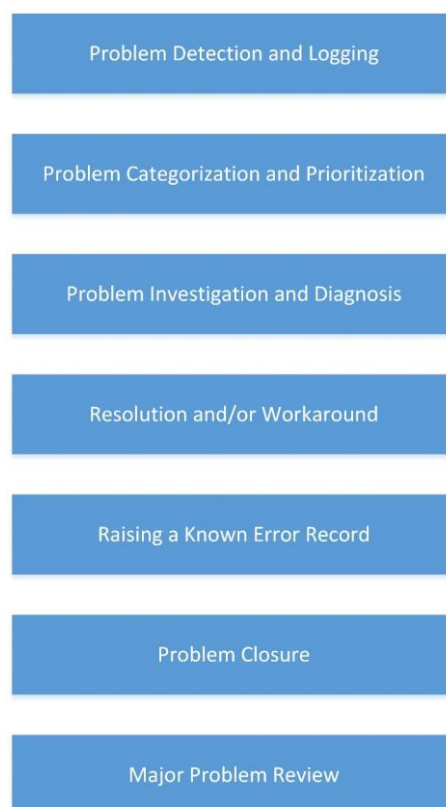 Problem Detection and Logging
Problem Categorization and Prioritization
Problem Investigation and Diagnosis
Resolution and/or Workaround
Raising a Known Error Record
Problem Closure
Major Problem Review